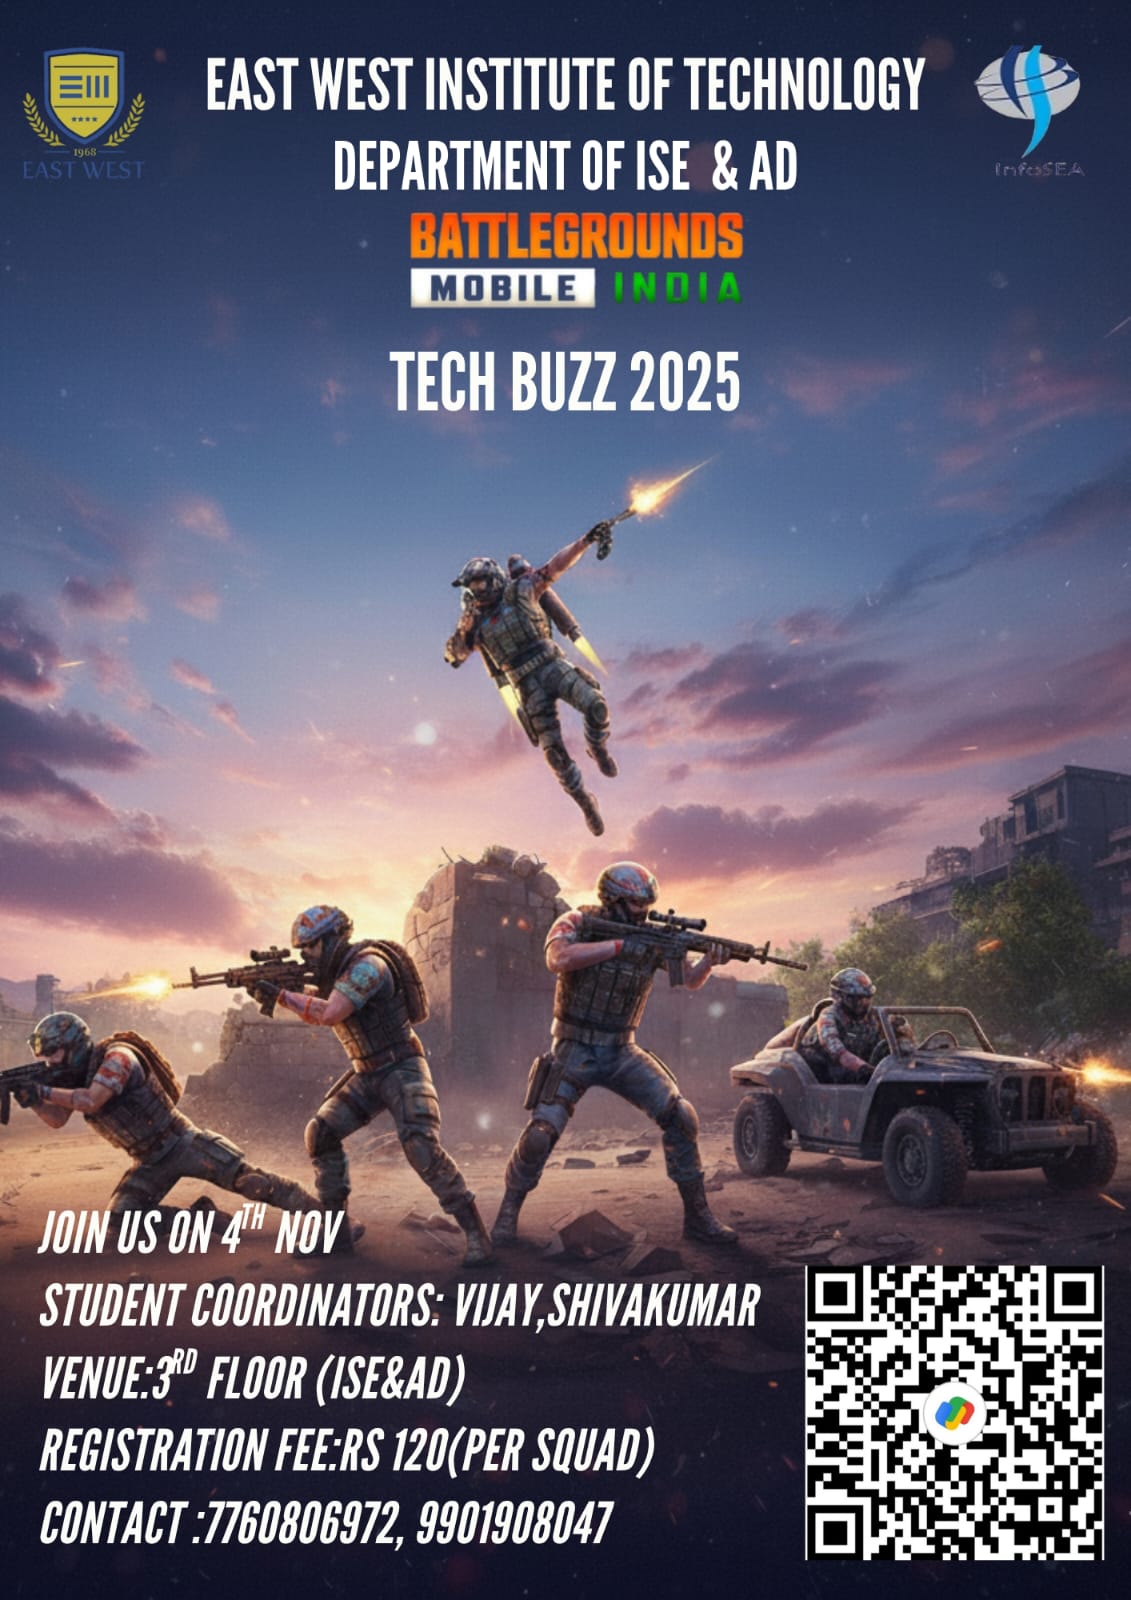 EAST WEST INSTITUTE OF TECHNOLOGY
DEPARTMENT OF ISE & AD
BATTLEGROUNDS
MOBILE INDIA
TECH BUZZ 2025
1968
EAST WEST
InfoSEA
JOIN US ON 4TH NOV
STUDENT COORDINATORS: VIJAY,SHIVAKUMAR
VENUE:3RD FLOOR (ISE&AD)
REGISTRATION FEE:RS 120(PER SQUAD)
CONTACT :7760806972, 9901908047